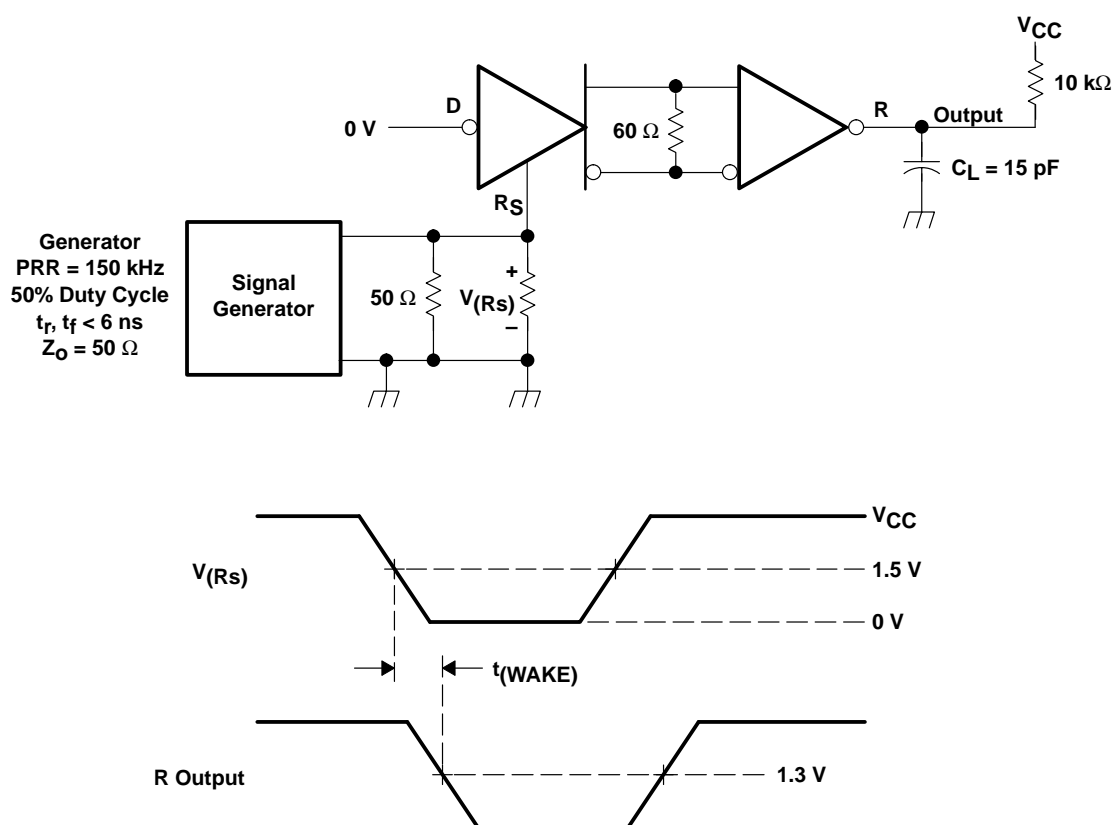 VCC
10 kΩ
D
0 V
60 Ω
R
Output
CL = 15 pF
RS
Generator
PRR = 150 kHz
50% Duty Cycle
tr, tf < 6 ns
Zo = 50 Ω
Signal
Generator
50 Ω
+
V(Rs)
–
VCC
V(Rs)
1.5 V
0 V
t(WAKE)
R Output
1.3 V